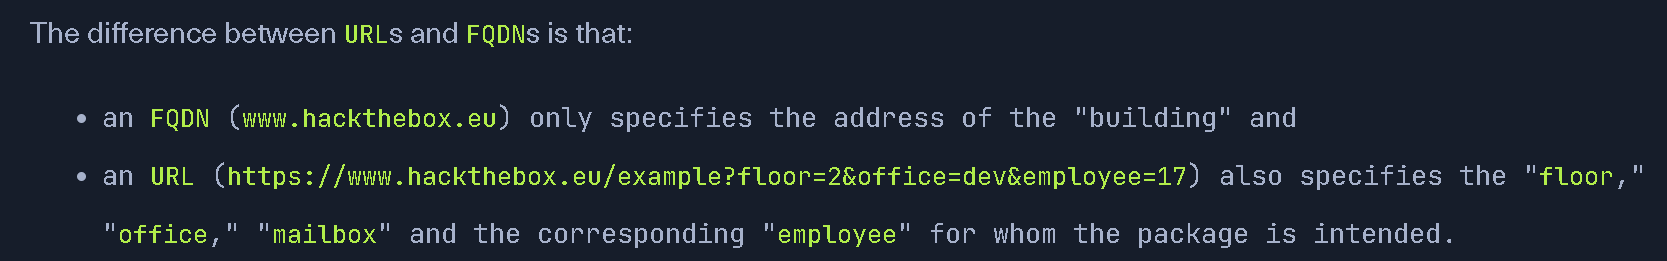 The difference between URLs and FQDNs is that:
• an FQDN (www.hackthebox.eu) only specifies the address of the "building" and
• an URL (https://www.hackthebox.eu/example?floor=2&office=dev&employee=17) also specifies the "floor,"
"office," "mailbox" and the corresponding "employee" for whom the package is intended.